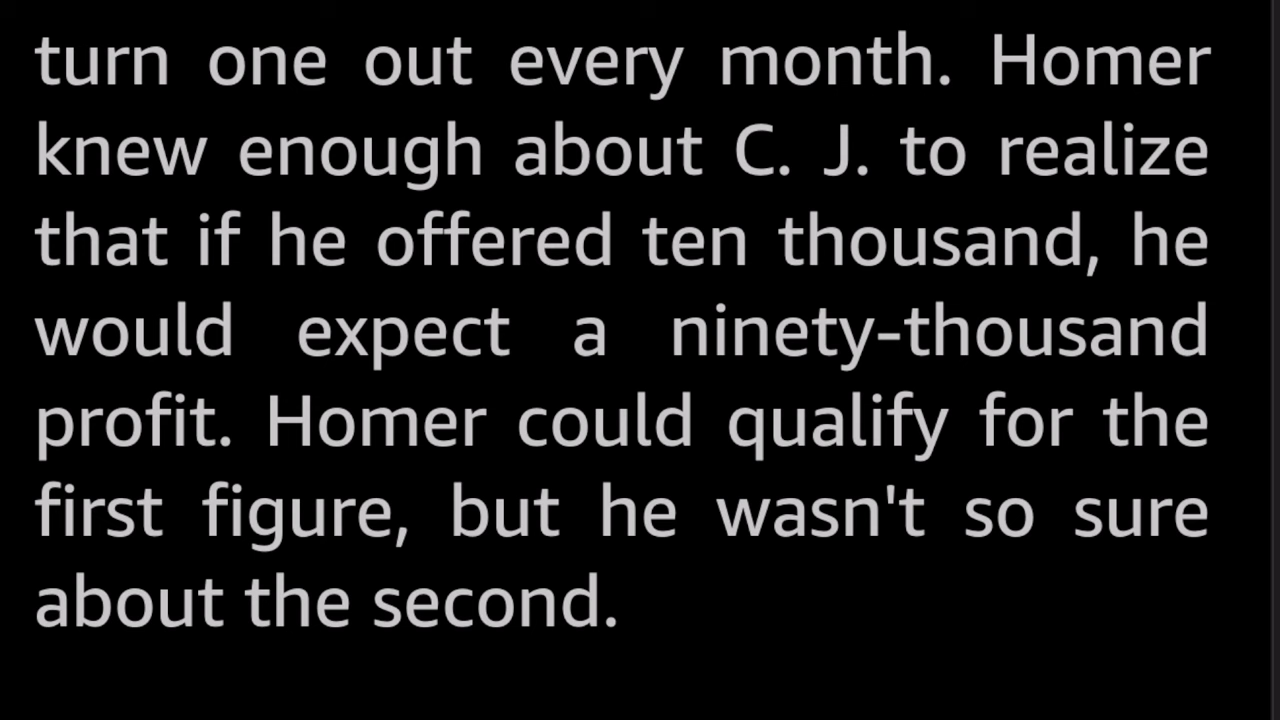 turn one out every month. Homer
knew enough about C. J. to realize
that if he offered ten thousand, he
would expect a ninety-thousand
profit. Homer could qualify for the
first figure, but he wasn't so sure
about the second.